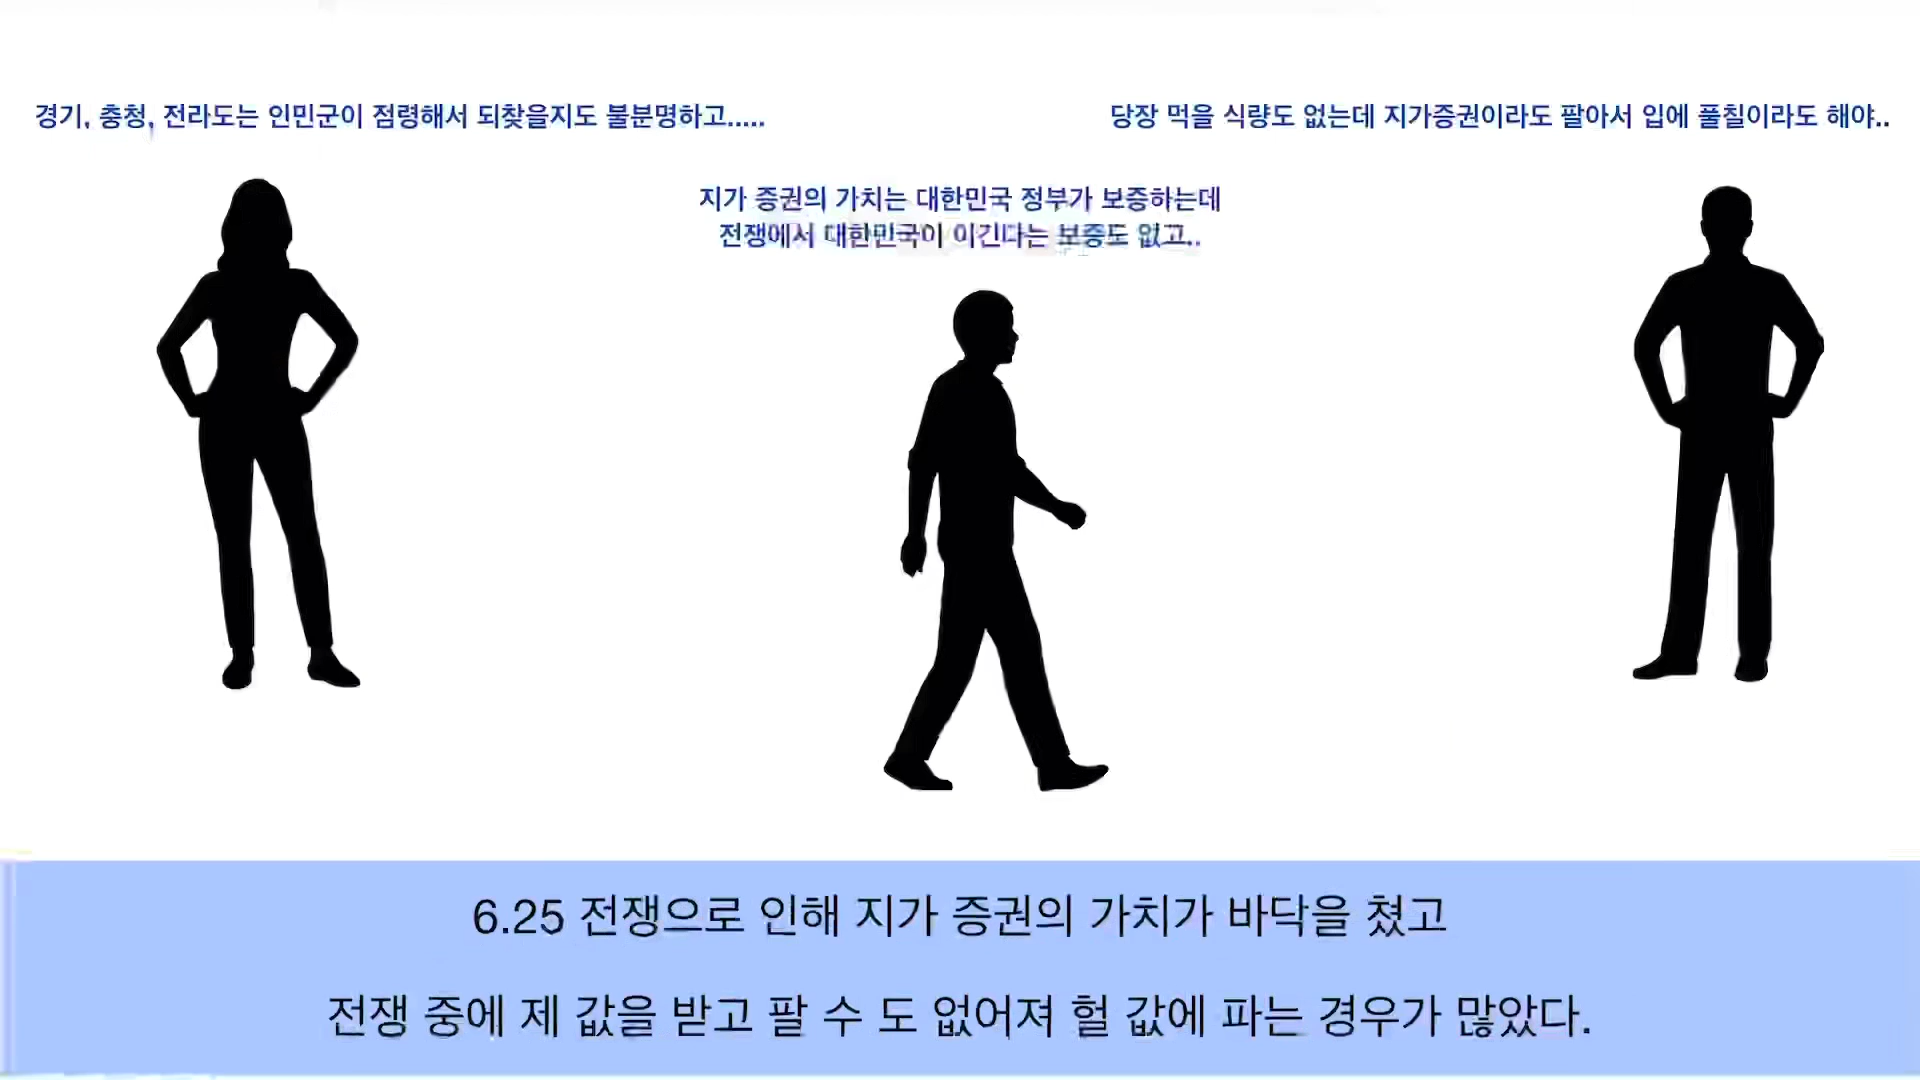 경기, 충청, 전라도는 인민군이 점령해서 되찾을지도 불분명하고.....
당장 먹을 식량도 없는데 지가증권이라도 팔아서 입에 풀칠이라도 해야..
지가 증권의 가치는 대한민국 정부가 보증하는데
전쟁에서 대한민국이 이긴다는 보증도 없고..
6.25 전쟁으로 인해 지가 증권의 가치가 바닥을 쳤고
전쟁 중에 제 값을 받고 팔 수 도 없어져 헐 값에 파는 경우가 많았다.